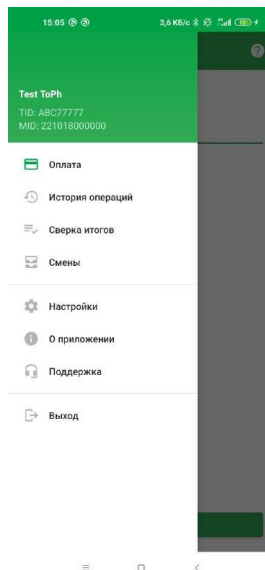 15:05
3,6 КБ/с
Test ToPh
TID: ABC77777
MID: 221018000000
Оплата
История операций
Сверка итогов
Смены
Настройки
О приложении
Поддержка
Выход